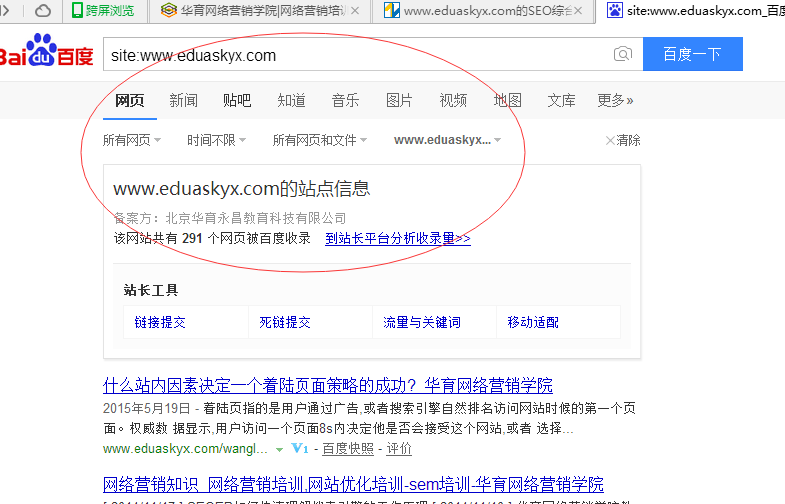 跨屏浏览 华育网络营销学院|网络营销培训 www.eduaskyx.com的SEO综合 site:www.eduaskyx.com_百
Bai百度 site:www.eduaskyx.com 百度一下
网页 新闻 贴吧 知道 音乐 图片 视频 地图 文库 更多»
所有网页 时间不限 所有网页和文件 www.eduaskyx... ×清除
www.eduaskyx.com的站点信息
备案方：北京华育永昌教育科技有限公司
该网站共有 291 个网页被百度收录 到站长平台分析收录量>>
站长工具
链接提交 死链提交 流量与关键词 移动适配
什么站内因素决定一个着陆页面策略的成功？华育网络营销学院
2015年5月19日 - 着陆页指的是用户通过广告,或者搜索引擎自然排名访问网站时候的第一个页
面。权威数 据显示,用户访问一个页面8s内决定他是否会接受这个网站,或者 选择...
www.eduaskyx.com/wangl... V1 - 百度快照 - 评价
网络营销知识_网络营销培训,网站优化培训-sem培训-华育网络营销学院